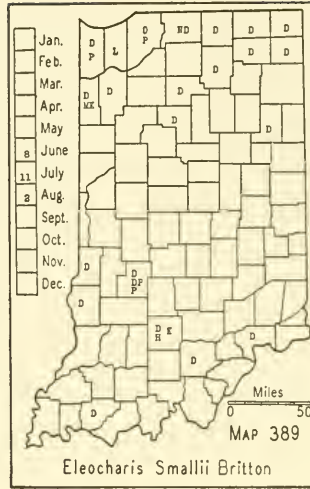 Jan.
Feb.
Mar.
Apr.
May
8 June
11 July
2 Aug.
Sept.
Oct.
Nov.
Dec.
D D ND D D D
P L P
D D
D D D D
MK
D D
D D
DP
P
D
D K
H
D
D
D
Miles
0 50
MAP 389
Eleocharis Smallii Britton